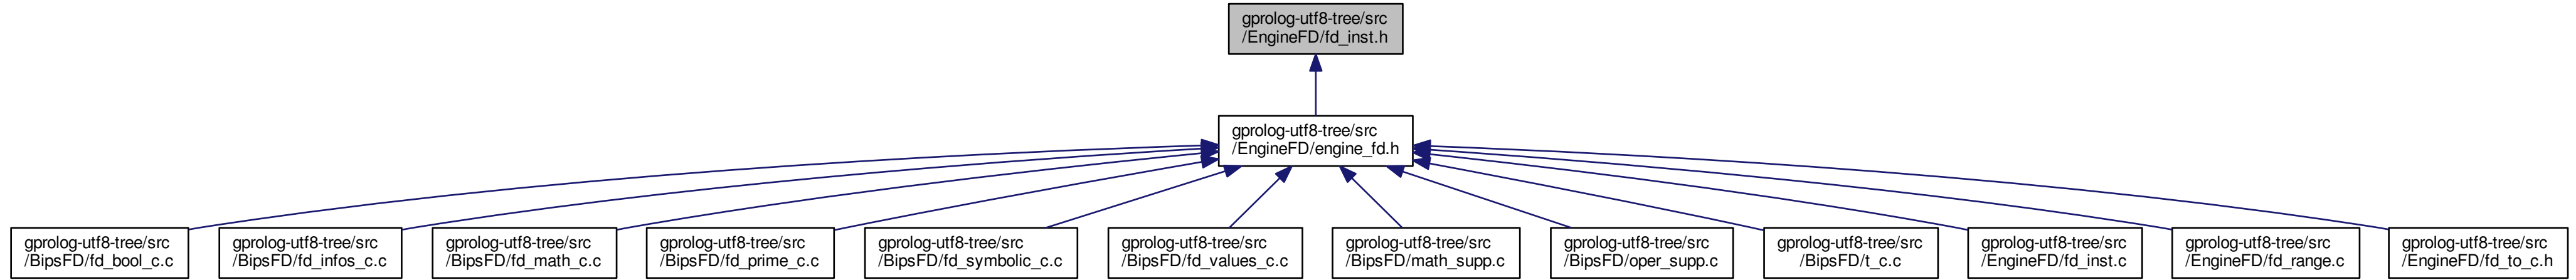 gprolog-utf8-tree/src
/EngineFD/fd_inst.h
gprolog-utf8-tree/src
/EngineFD/engine_fd.h
gprolog-utf8-tree/src
/BipsFD/fd_bool_c.c
gprolog-utf8-tree/src
/BipsFD/fd_infos_c.c
gprolog-utf8-tree/src
/BipsFD/fd_math_c.c
gprolog-utf8-tree/src
/BipsFD/fd_prime_c.c
gprolog-utf8-tree/src
/BipsFD/fd_symbolic_c.c
gprolog-utf8-tree/src
/BipsFD/fd_values_c.c
gprolog-utf8-tree/src
/BipsFD/math_supp.c
gprolog-utf8-tree/src
/BipsFD/oper_supp.c
gprolog-utf8-tree/src
/BipsFD/t_c.c
gprolog-utf8-tree/src
/EngineFD/fd_inst.c
gprolog-utf8-tree/src
/EngineFD/fd_range.c
gprolog-utf8-tree/src
/EngineFD/fd_to_c.h